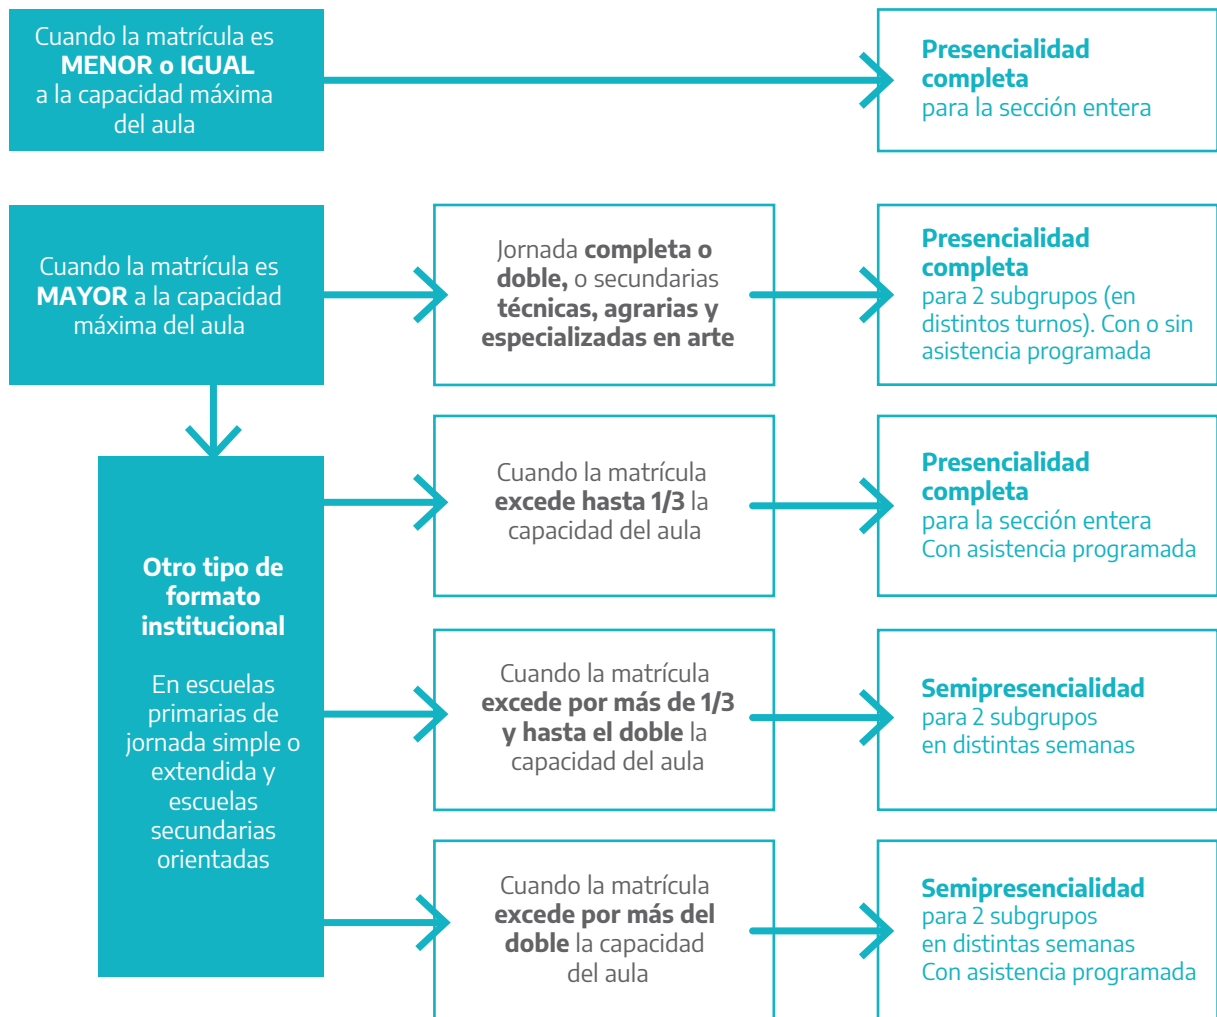 Cuando la matrícula es
MENOR o IGUAL
a la capacidad máxima
del aula
Presencialidad
completa
para la sección entera
Cuando la matrícula es
MAYOR a la capacidad
máxima del aula
Jornada completa o
doble, o secundarias
técnicas, agrarias y
especializadas en arte
Presencialidad
completa
para 2 subgrupos (en
distintos turnos). Con o sin
asistencia programada
Otro tipo de
formato
institucional
En escuelas
primarias de
jornada simple o
extendida y
escuelas
secundarias
orientadas
Cuando la matrícula
excede hasta 1/3 la
capacidad del aula
Presencialidad
completa
para la sección entera
Con asistencia programada
Cuando la matrícula
excede por más de 1/3
y hasta el doble la
capacidad del aula
Semipresencialidad
para 2 subgrupos
en distintas semanas
Cuando la matrícula
excede por más del
doble la capacidad
del aula
Semipresencialidad
para 2 subgrupos
en distintas semanas
Con asistencia programada